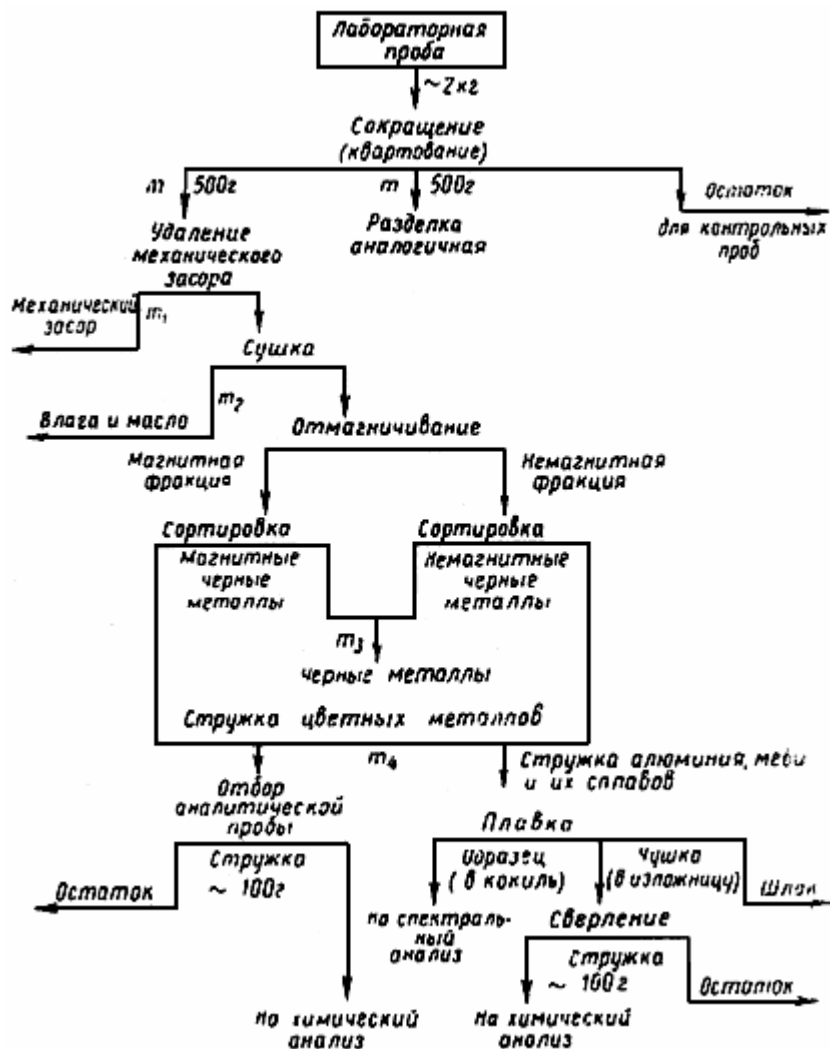 Лабораторная
проба
~2кг
Сокращение
(квартование)
m 500г
m 500г
Остаток
для контрольных
проб
Удаление
механического
засора
Разделка
аналогичная
Механический
засор
m₁
Сушка
m₂
Влага и масло
Отмагничивание
Магнитная
фракция
Немагнитная
фракция
Сортировка
Сортировка
Магнитные
черные
металлы
Немагнитные
черные
металлы
m₃
Черные металлы
Стружка цветных металлов
m₄
Стружка алюминия, меди
и их сплавов
Отбор
аналитической
пробы
Плавка
Стружка
~ 100г
Остаток
Образец
(в кокиль)
Чушка
(в изложницу)
Шлак
На спектраль-
ный
анализ
Сверление
Стружка
~ 100г
Остаток
На химический
анализ
На химический
анализ